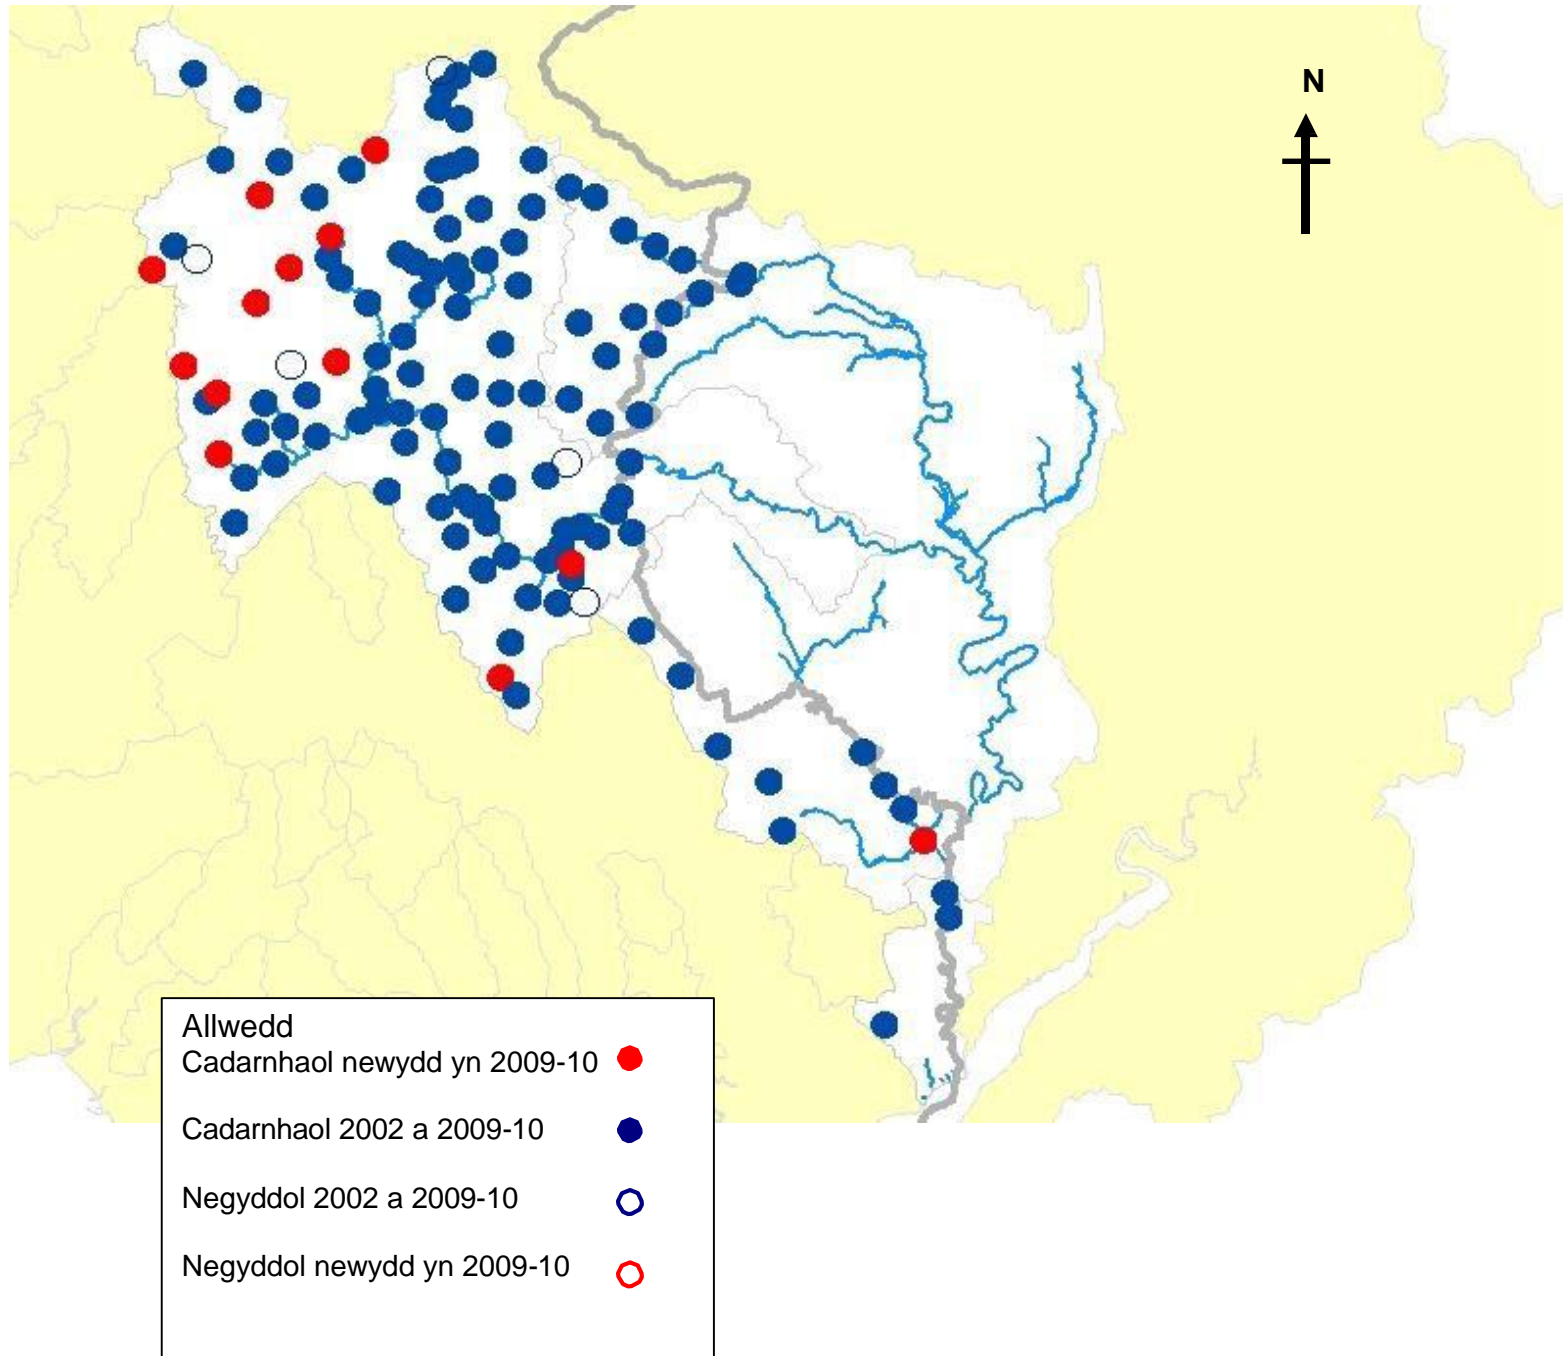 N
Allwedd
Cadarnhaol newydd yn 2009-10
Cadarnhaol 2002 a 2009-10
Negyddol 2002 a 2009-10
Negyddol newydd yn 2009-10